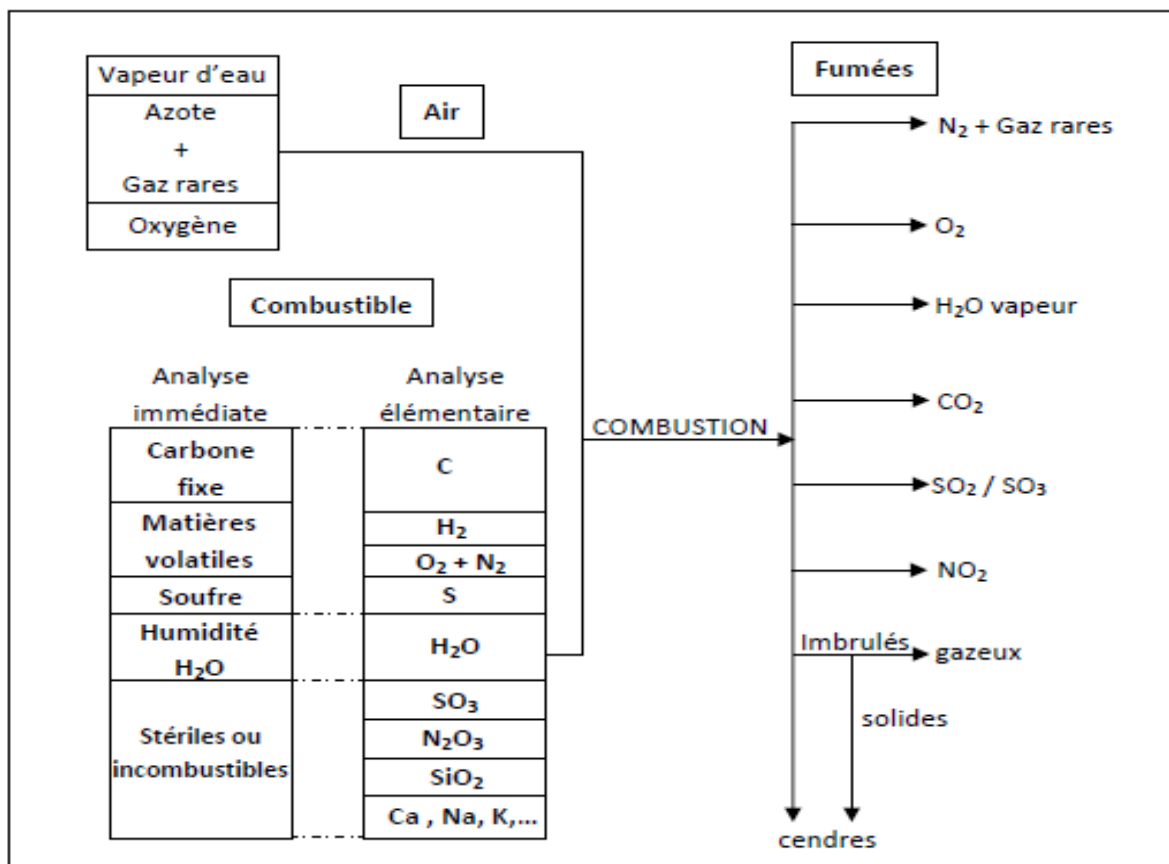 Vapeur d'eau
Azote
+
Gaz rares
Oxygène
Air
Combustible
Analyse
immédiate
Carbone
fixe
Matières
volatiles
Soufre
Humidité
H₂O
Stériles ou
incombustibles
Analyse
élémentaire
C
H₂
O₂ + N₂
S
H₂O
SO₃
N₂O₃
SiO₂
Ca , Na, K,...
COMBUSTION
Fumées
N₂ + Gaz rares
O₂
H₂O vapeur
CO₂
SO₂ / SO₃
NO₂
Imbrulés
gazeux
solides
cendres